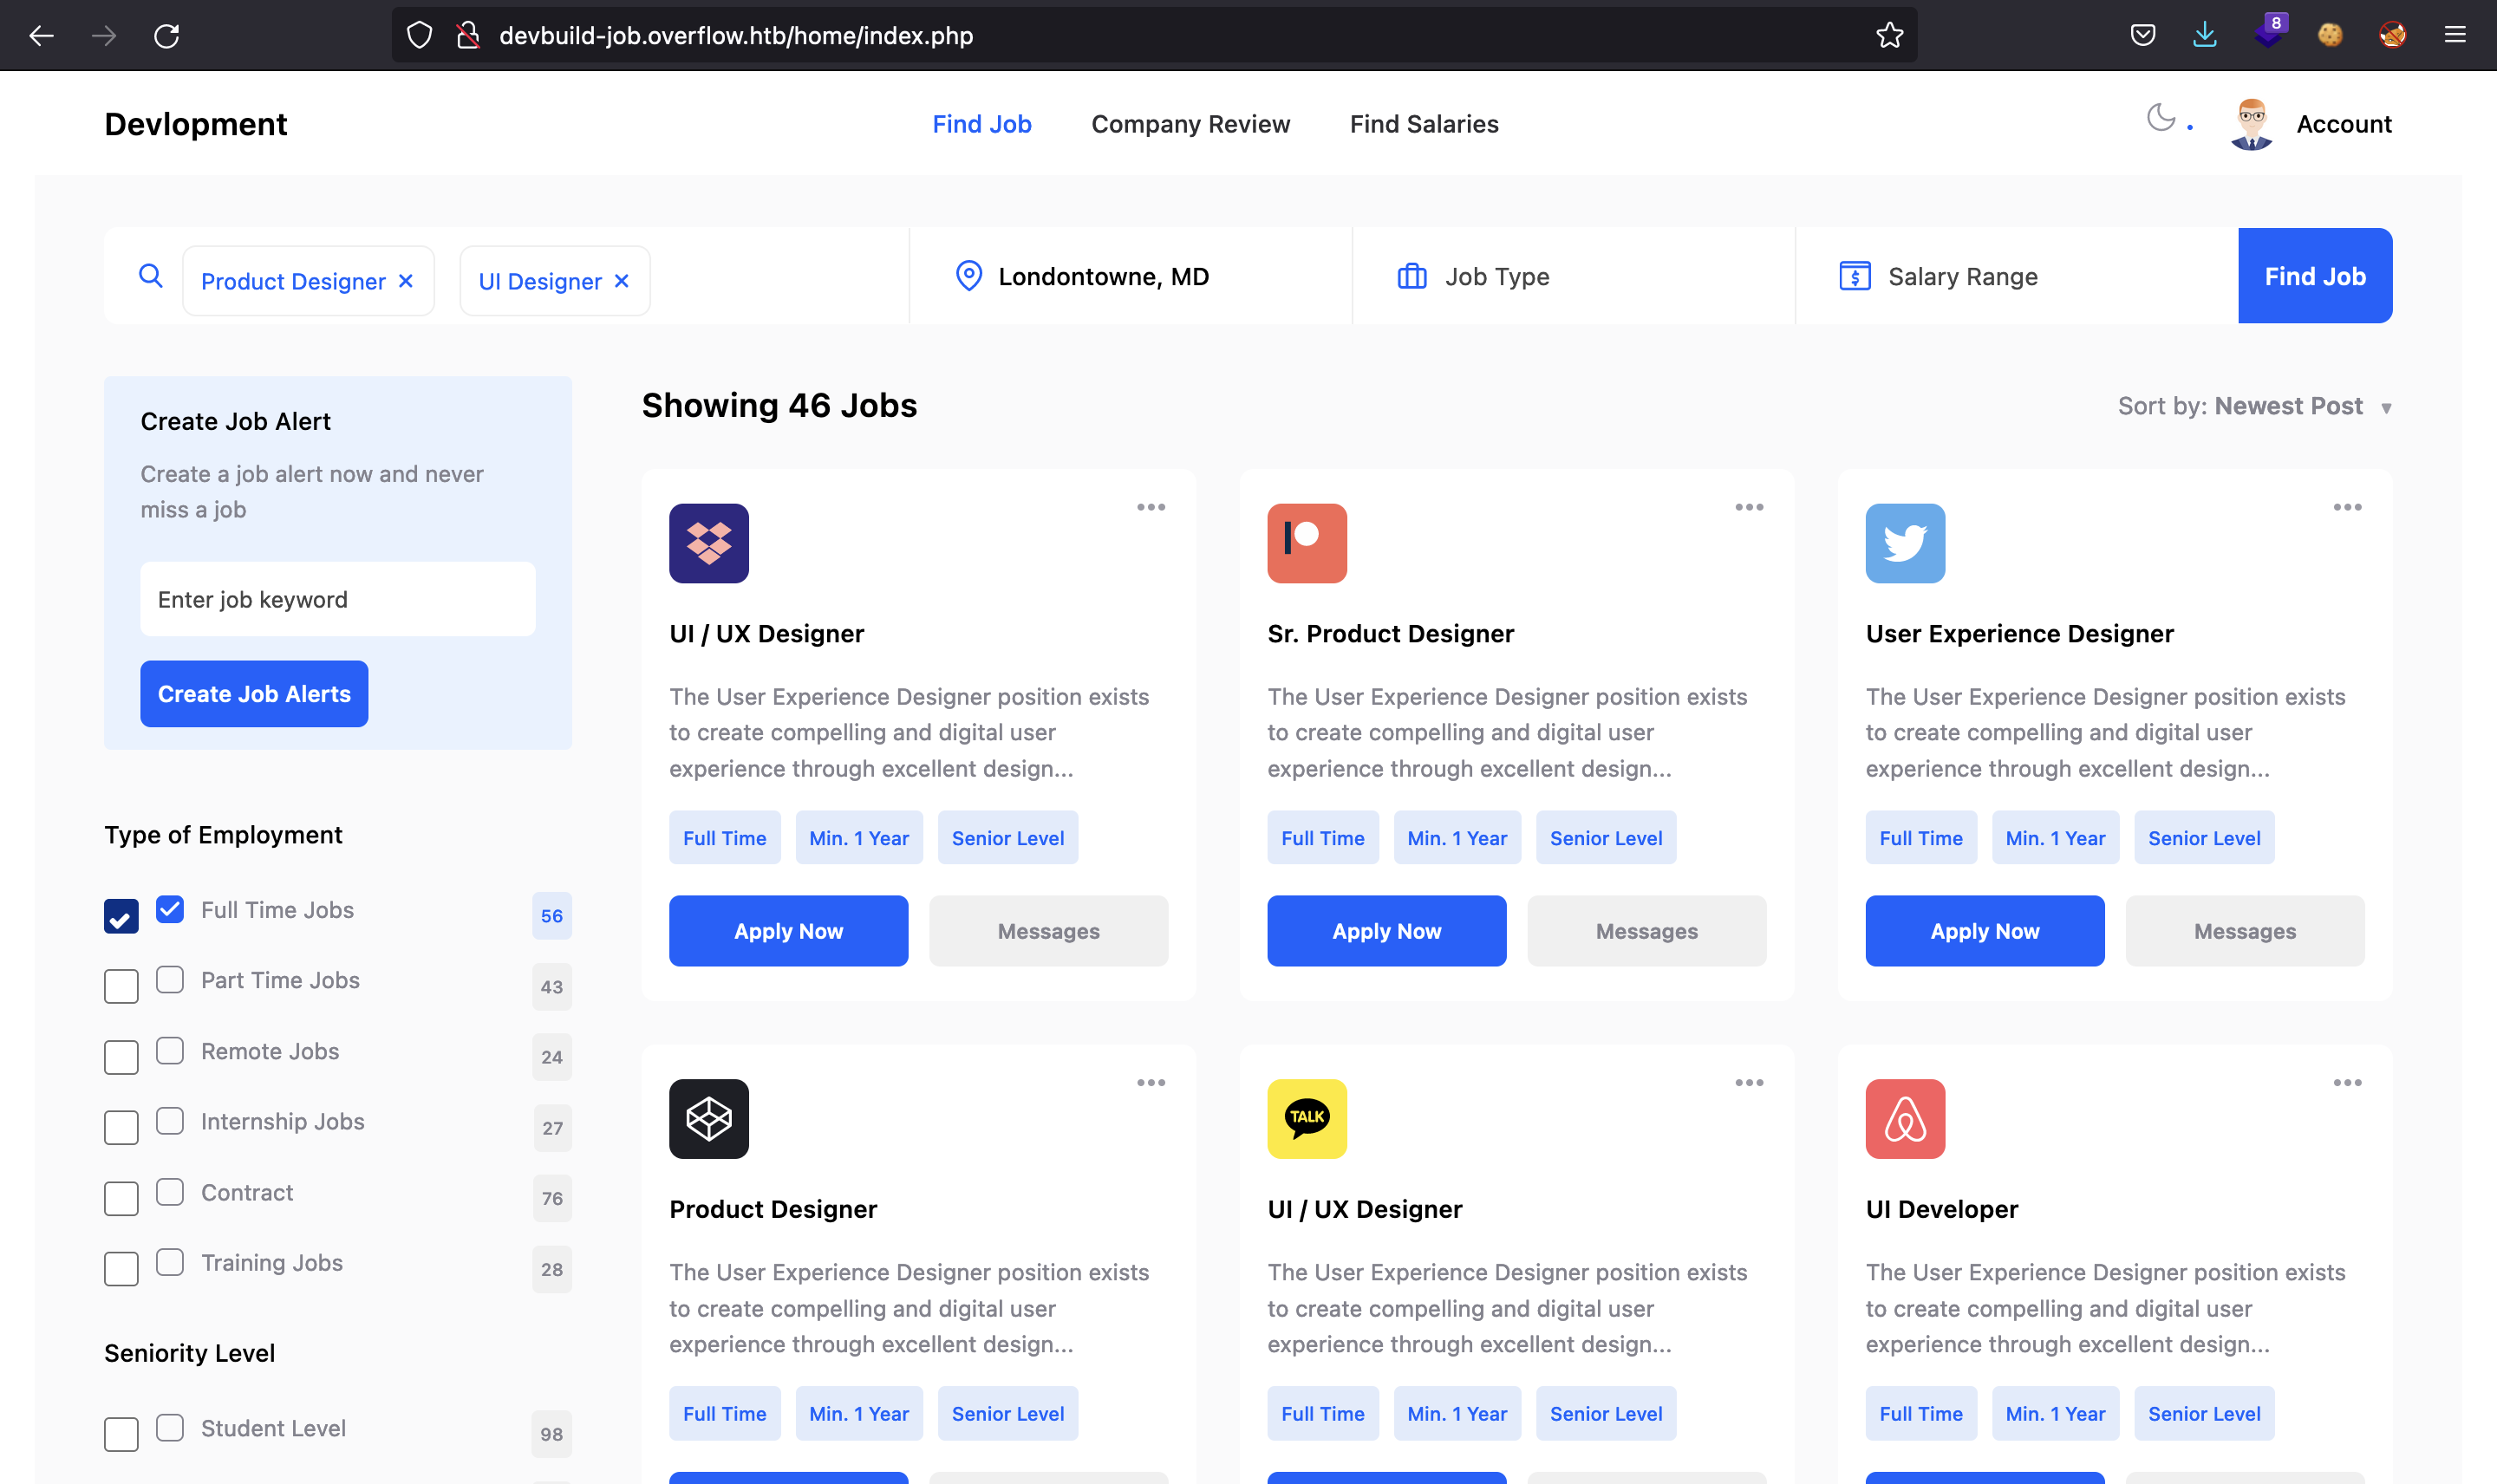 devbuild-job.overflow.htb/home/index.php
8
Devlopment
Find Job
Company Review
Find Salaries
Account
Product Designer
UI Designer
Londontowne, MD
Job Type
Salary Range
Find Job
Create Job Alert
Create a job alert now and never
miss a job
Enter job keyword
Create Job Alerts
Type of Employment
Full Time Jobs 56
Part Time Jobs 43
Remote Jobs 24
Internship Jobs 27
Contract 76
Training Jobs 28
Seniority Level
Student Level 98
Showing 46 Jobs
Sort by: Newest Post ▾
UI / UX Designer
The User Experience Designer position exists
to create compelling and digital user
experience through excellent design...
Full Time
Min. 1 Year
Senior Level
Apply Now
Messages
Sr. Product Designer
The User Experience Designer position exists
to create compelling and digital user
experience through excellent design...
Full Time
Min. 1 Year
Senior Level
Apply Now
Messages
User Experience Designer
The User Experience Designer position exists
to create compelling and digital user
experience through excellent design...
Full Time
Min. 1 Year
Senior Level
Apply Now
Messages
Product Designer
The User Experience Designer position exists
to create compelling and digital user
experience through excellent design...
Full Time
Min. 1 Year
Senior Level
TALK
UI / UX Designer
The User Experience Designer position exists
to create compelling and digital user
experience through excellent design...
Full Time
Min. 1 Year
Senior Level
UI Developer
The User Experience Designer position exists
to create compelling and digital user
experience through excellent design...
Full Time
Min. 1 Year
Senior Level